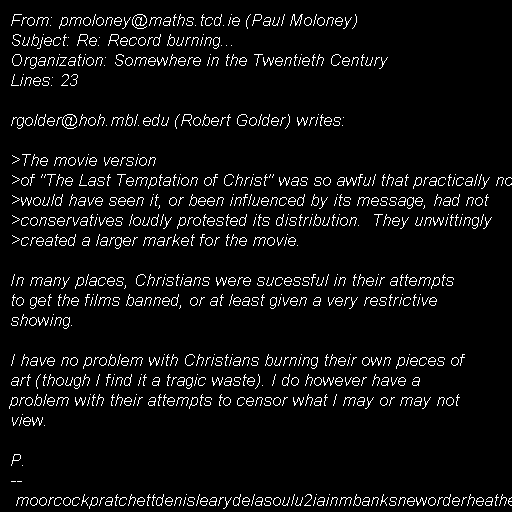 From: pmoloney@maths.tcd.ie (Paul Moloney)
Subject: Re: Record burning...
Organization: Somewhere in the Twentieth Century
Lines: 23

rgolder@hoh.mbl.edu (Robert Golder) writes:

>The movie version
>of "The Last Temptation of Christ" was so awful that practically no
>would have seen it, or been influenced by its message, had not
>conservatives loudly protested its distribution.  They unwittingly
>created a larger market for the movie.

In many places, Christians were sucessful in their attempts
to get the films banned, or at least given a very restrictive
showing.

I have no problem with Christians burning their own pieces of
art (though I find it a tragic waste). I do however have a
problem with their attempts to censor what I may or may not
view.

P.
--
moorcockpratchettdenislearydelasoulu2iainmbanksneworderheathe